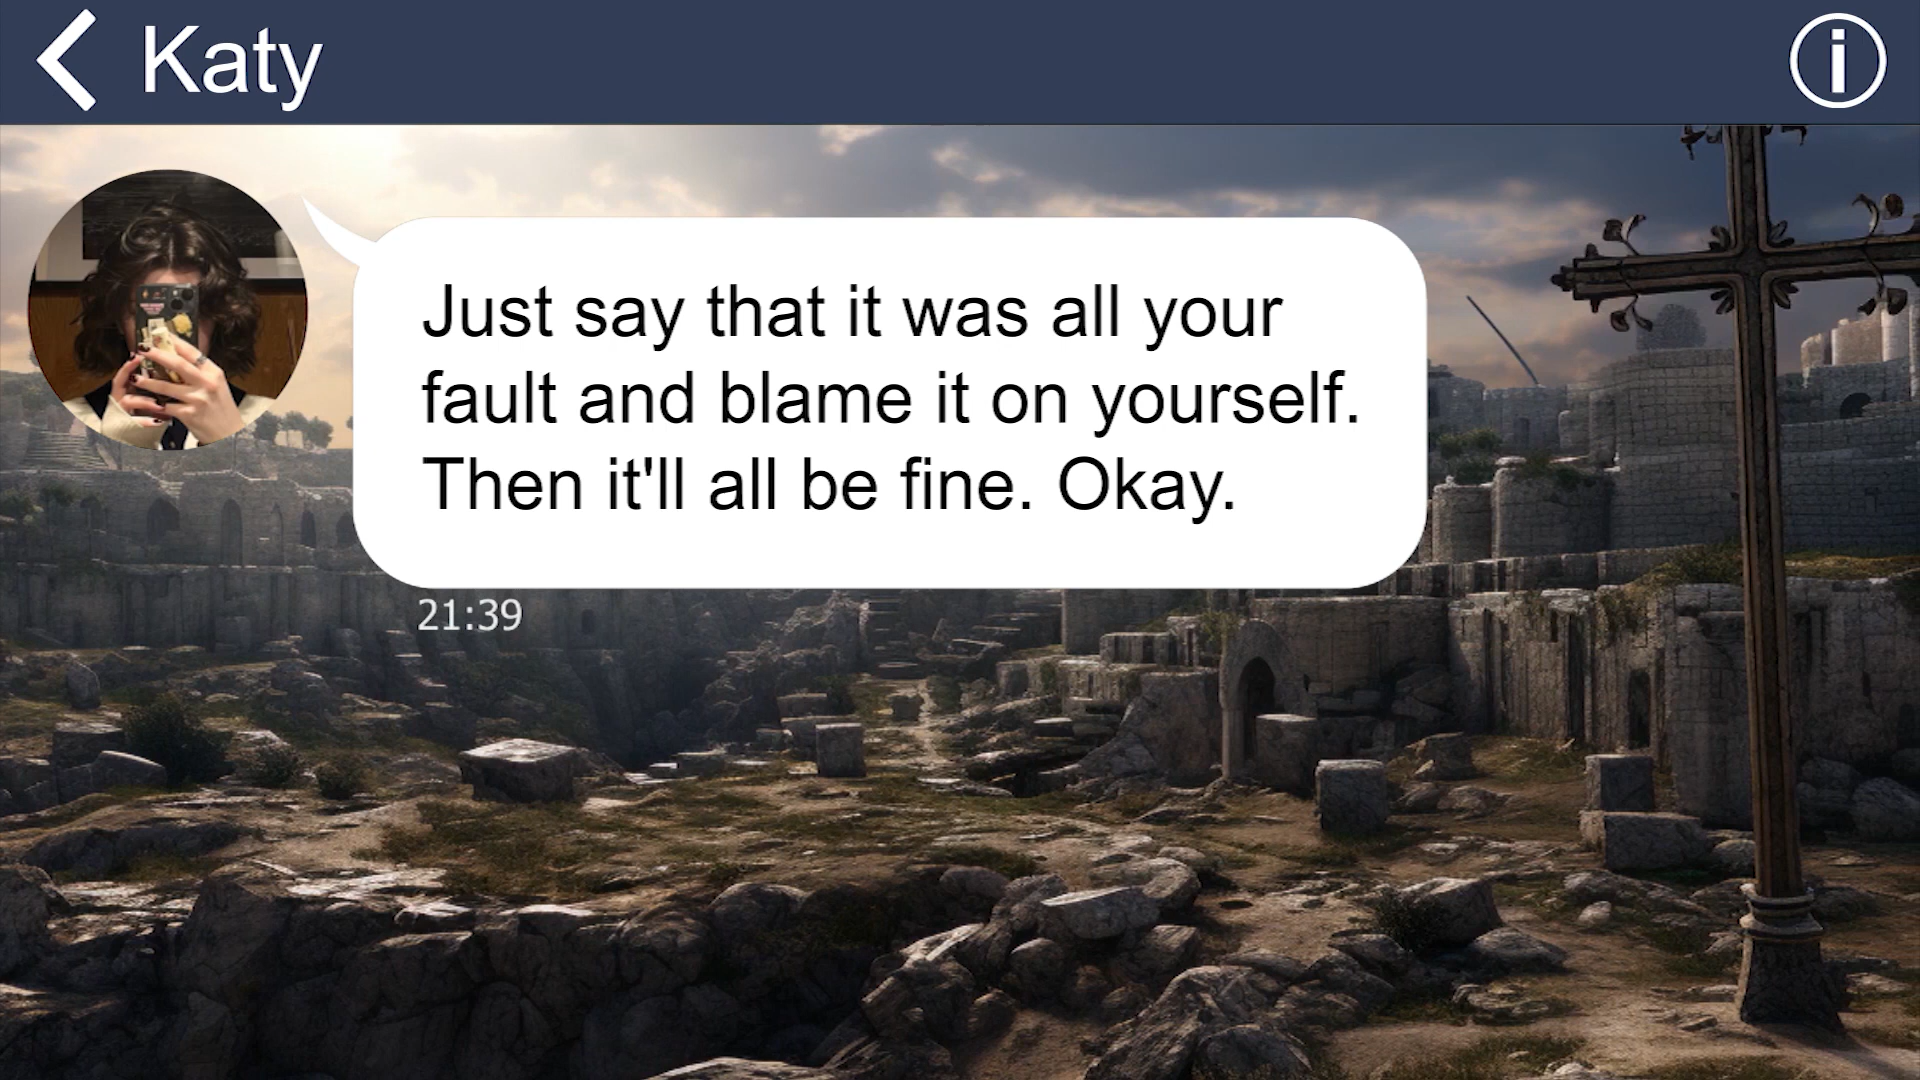 Katy
Just say that it was all your
fault and blame it on yourself.
Then it'll all be fine. Okay.
21:39